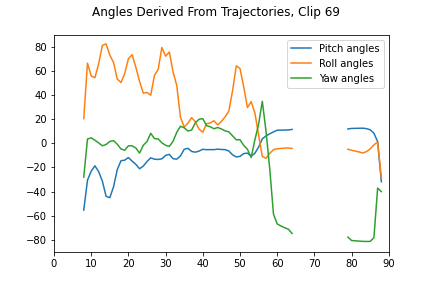 Angles Derived From Trajectories, Clip 69
Pitch angles
Roll angles
Yaw angles
80
60
40
20
0
−20
−40
−60
−80
0 10 20 30 40 50 60 70 80 90